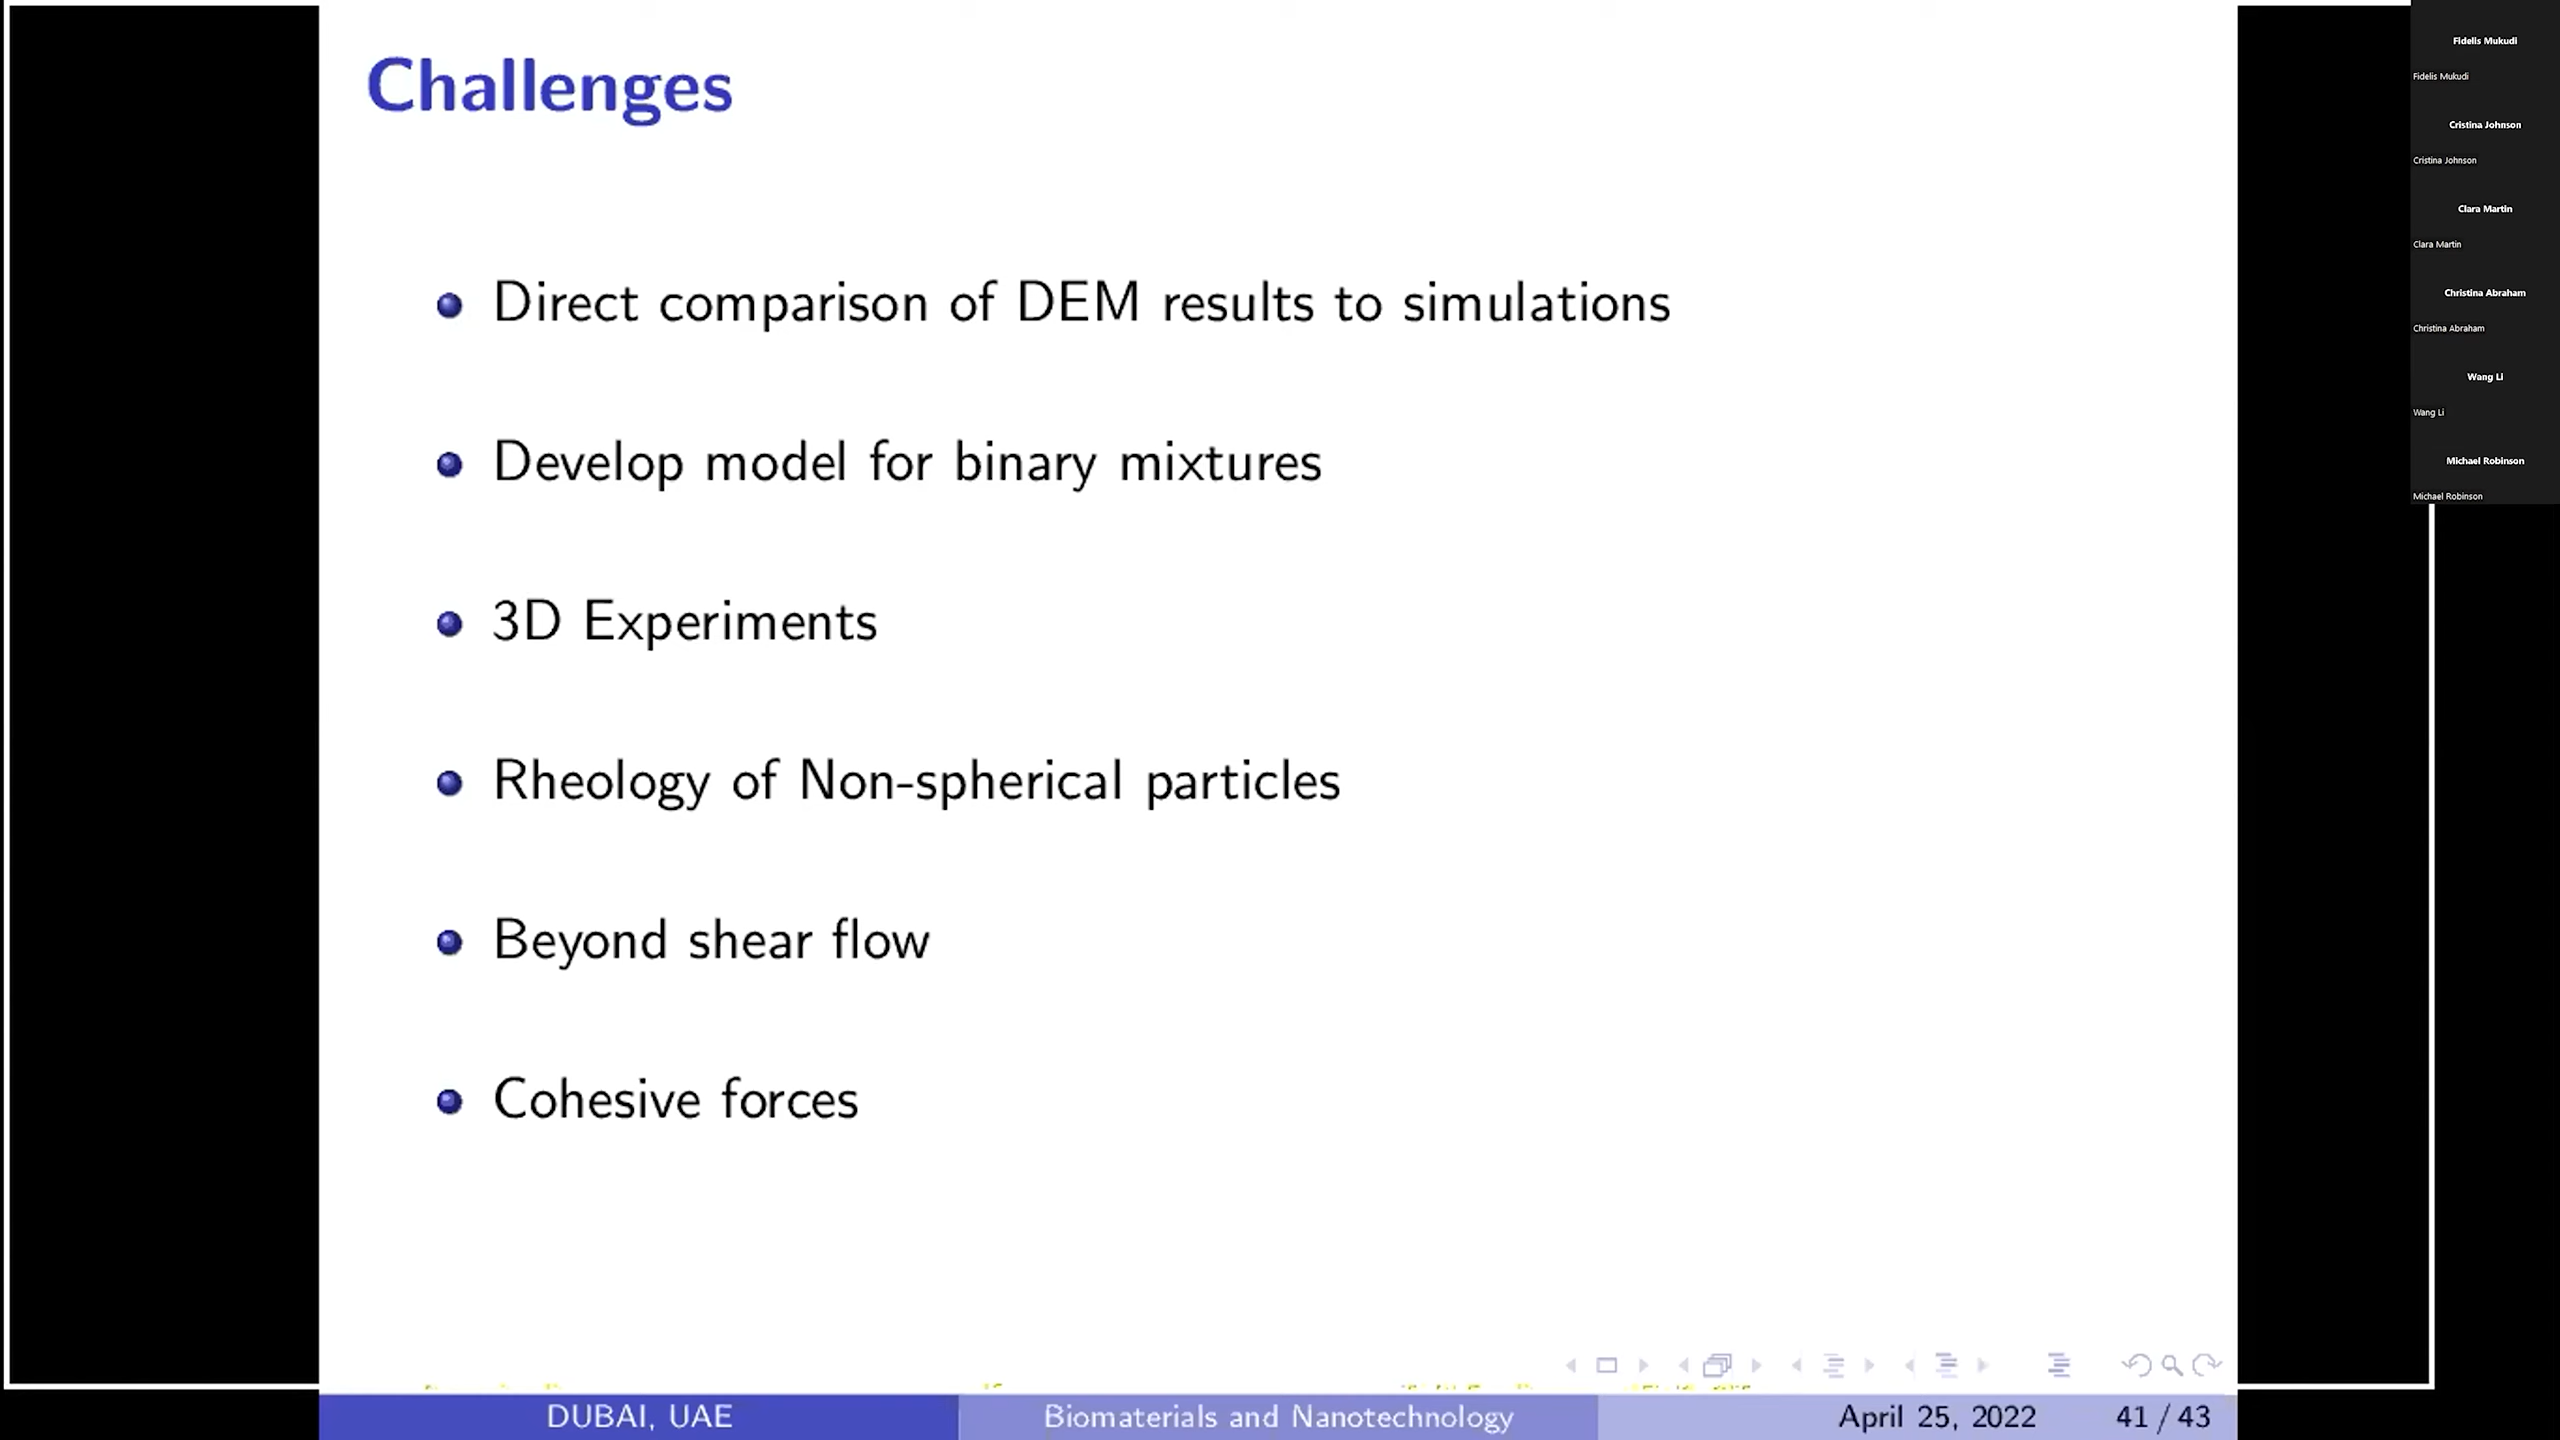 Challenges
Direct comparison of DEM results to simulations
Develop model for binary mixtures
3D Experiments
Rheology of Non-spherical particles
Beyond shear flow
Cohesive forces
DUBAI, UAE
Biomaterials and Nanotechnology
April 25, 2022
41 / 43
Fidelis Mukudi
Fidelis Mukudi
Cristina Johnson
Cristina Johnson
Clara Martin
Clara Martin
Christina Abraham
Christina Abraham
Wang Li
Wang Li
Michael Robinson
Michael Robinson